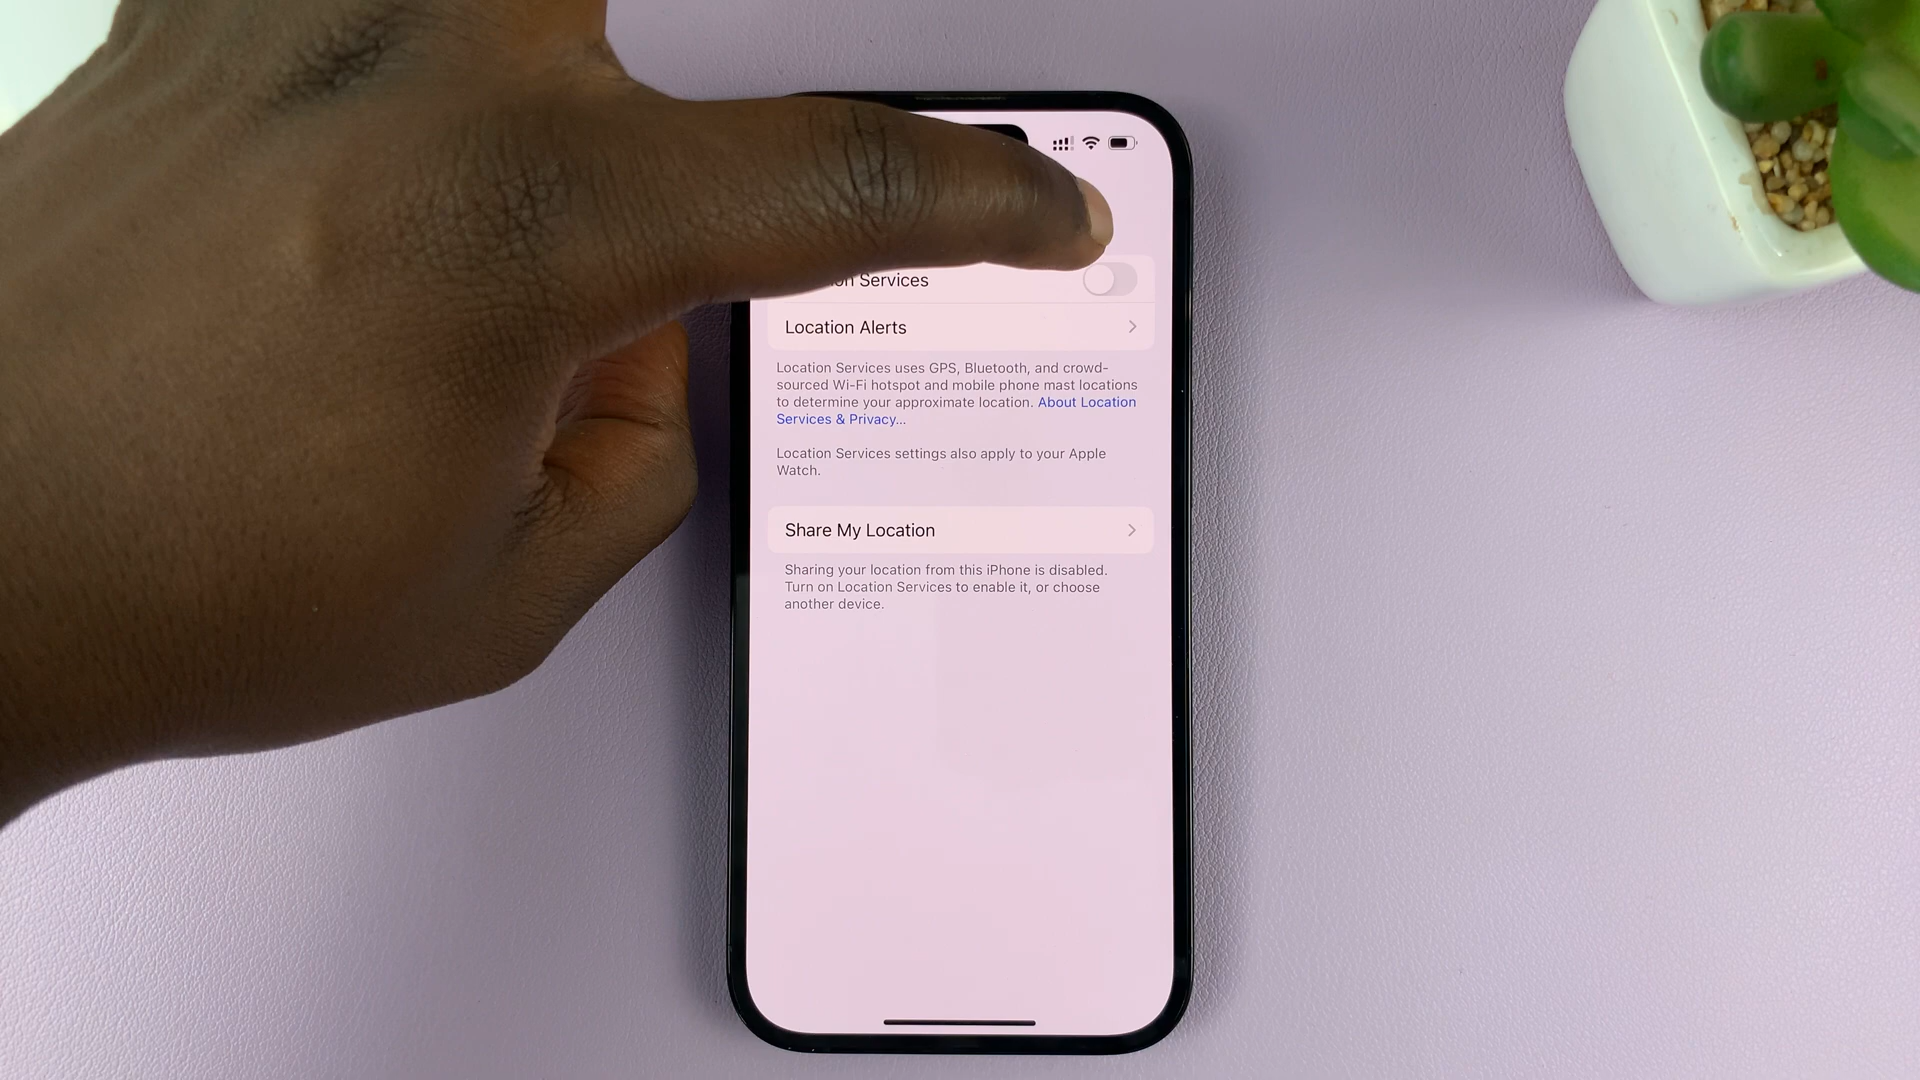 Services
Location Alerts
Location Services uses GPS, Bluetooth, and crowd-
sourced Wi-Fi hotspot and mobile phone mast locations
to determine your approximate location. About Location
Services & Privacy...
Location Services settings also apply to your Apple
Watch.
Share My Location
Sharing your location from this iPhone is disabled.
Turn on Location Services to enable it, or choose
another device.